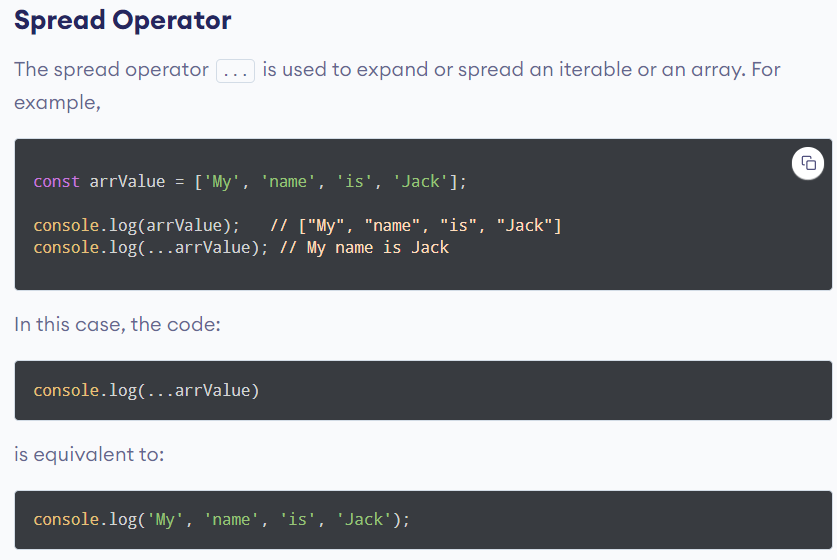 Spread Operator
The spread operator ... is used to expand or spread an iterable or an array. For
example,
const arrValue = ['My', 'name', 'is', 'Jack'];
console.log(arrValue);   // ["My", "name", "is", "Jack"]
console.log(...arrValue); // My name is Jack
In this case, the code:
console.log(...arrValue)
is equivalent to:
console.log('My', 'name', 'is', 'Jack');